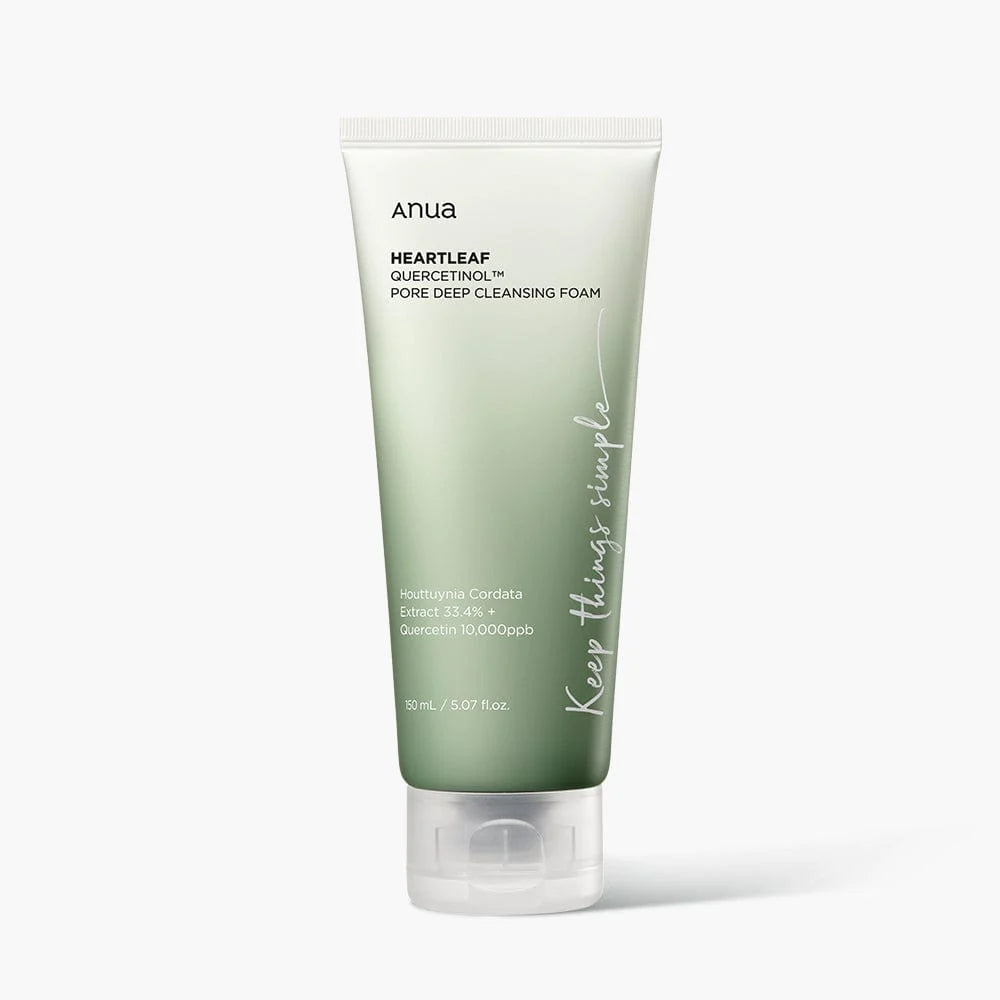 Anua
HEARTLEAF
QUERCETINOL™
PORE DEEP CLEANSING FOAM
Keep things simple
Houttuynia Cordata
Extract 33.4% +
Quercetin 10,000ppb
150 mL / 5.07 fl.oz.